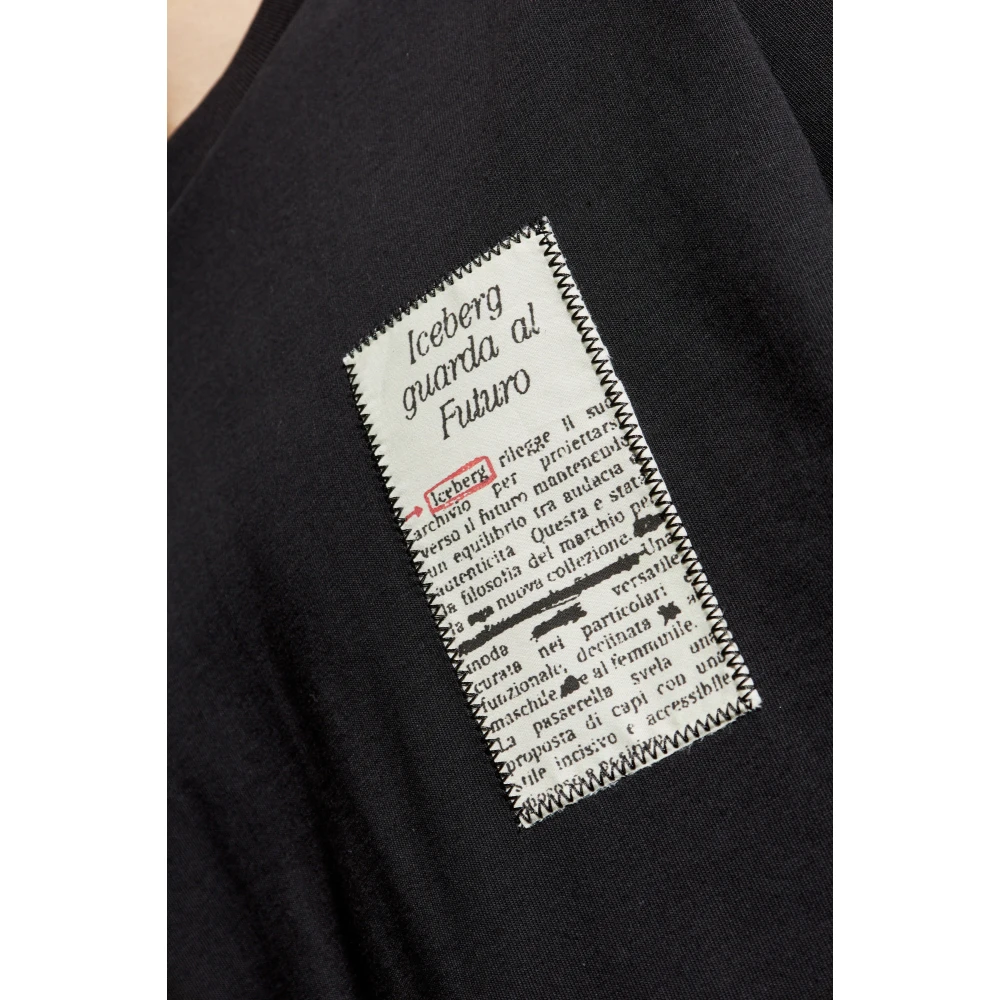 Iceberg
guarda al
Futuro
Iceberg rilegge il suo
archivio per proiettars
verso il futuro mantenendo
un equilibrio tra audacia
autenticità. Questa è stata
la filosofia del marchio per
la nuova collezione. Una
versatile
moda nei particolari
curata
funzionale, declinata a
maschile e al femminile.
La passerella svela una
proposta di capi con una
stile incisivo e accessibile